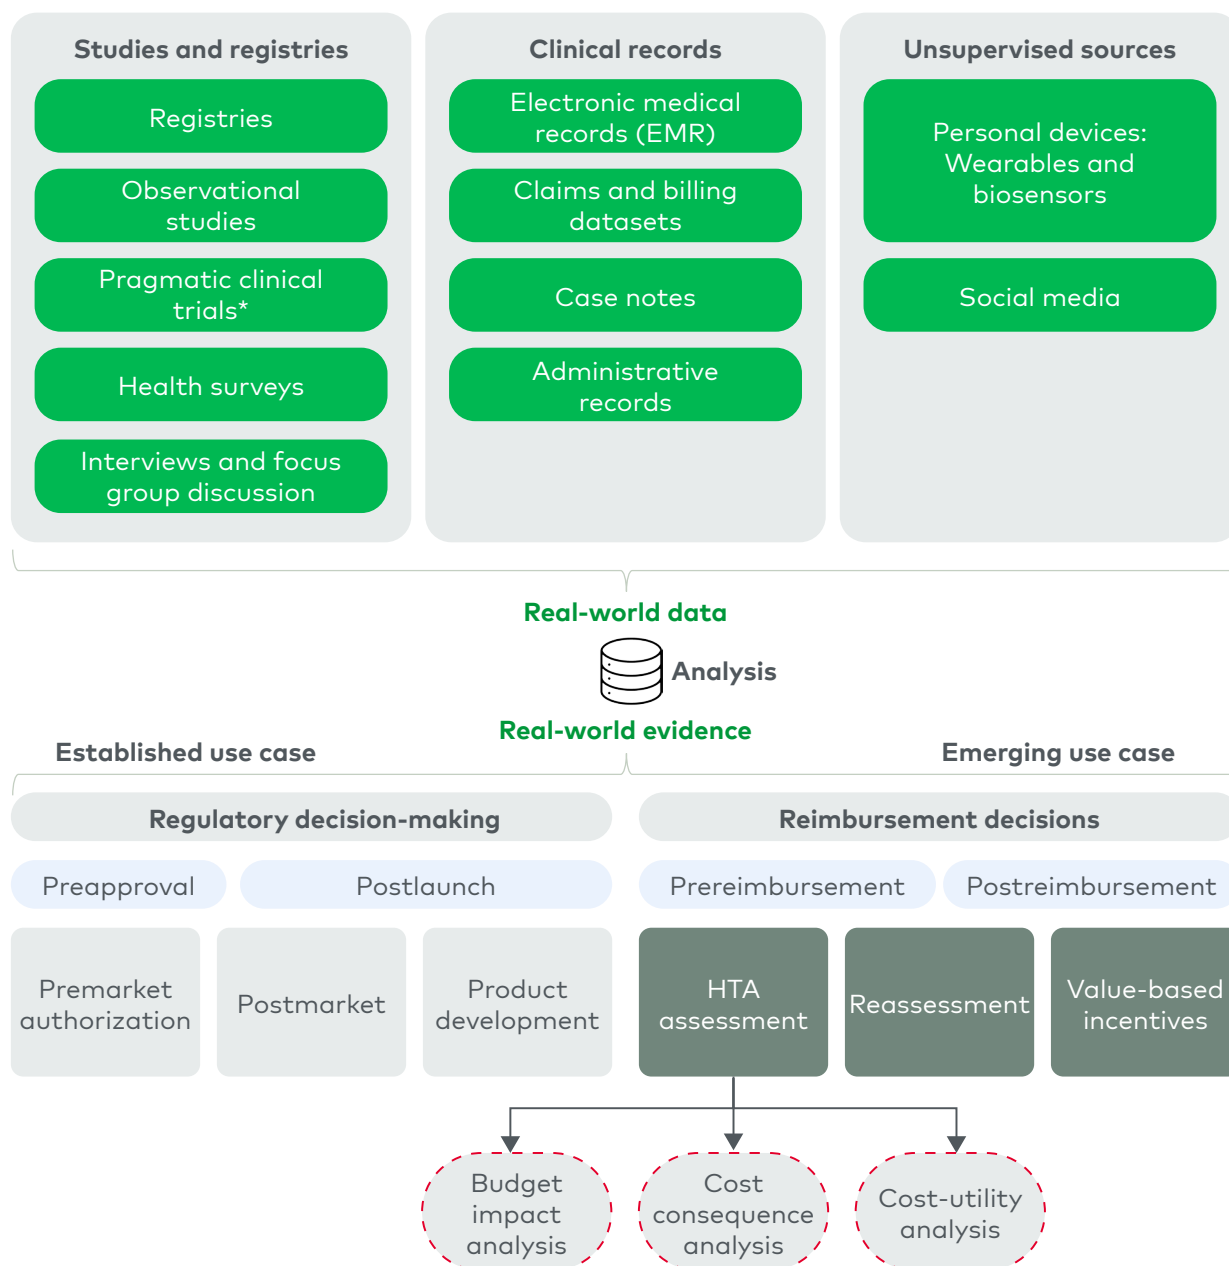 Studies and registries
Registries
Observational
studies
Pragmatic clinical
trials*
Health surveys
Interviews and focus
group discussion
Clinical records
Electronic medical
records (EMR)
Claims and billing
datasets
Case notes
Administrative
records
Unsupervised sources
Personal devices:
Wearables and
biosensors
Social media
Real-world data
Analysis
Real-world evidence
Established use case
Emerging use case
Regulatory decision-making
Reimbursement decisions
Preapproval
Postlaunch
Prereimbursement
Postreimbursement
Premarket
authorization
Postmarket
Product
development
HTA
assessment
Reassessment
Value-based
incentives
Budget
impact
analysis
Cost
consequence
analysis
Cost-utility
analysis